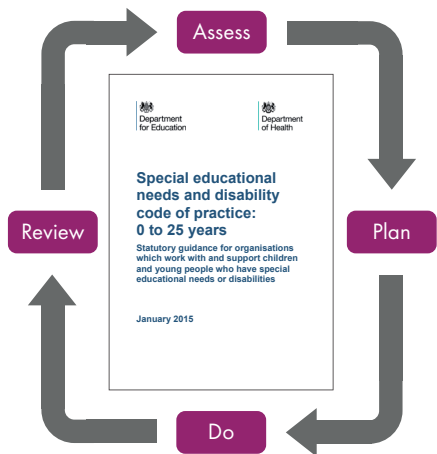 Assess
Department
for Education
Department
of Health
Special educational
needs and disability
code of practice:
0 to 25 years
Statutory guidance for organisations
which work with and support children
and young people who have special
educational needs or disabilities
January 2015
Review
Plan
Do